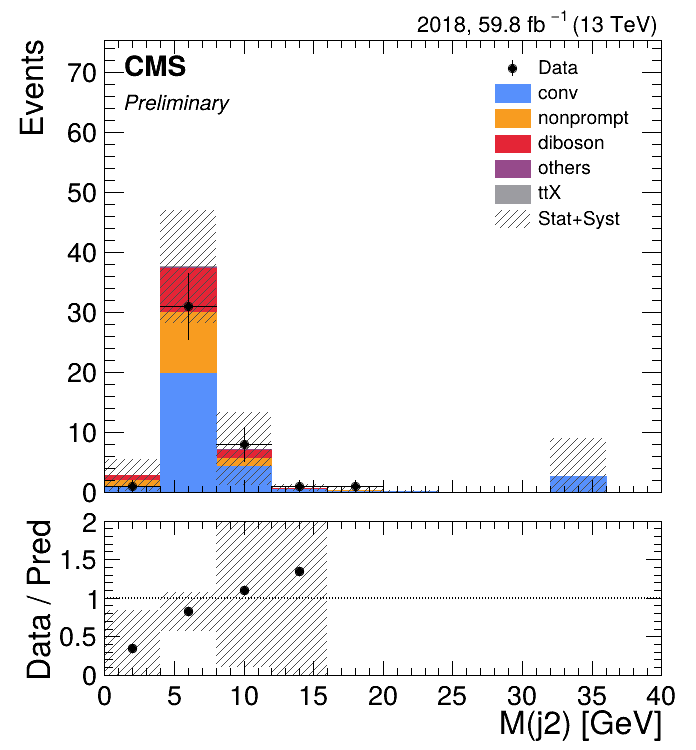 2018, 59.8 fb⁻¹ (13 TeV)
Events
70
60
50
40
30
20
10
0
CMS
Preliminary
Data
conv
nonprompt
diboson
others
ttX
Stat+Syst
Data / Pred
2
1.5
1
0.5
0
0 5 10 15 20 25 30 35 40
M(j2) [GeV]